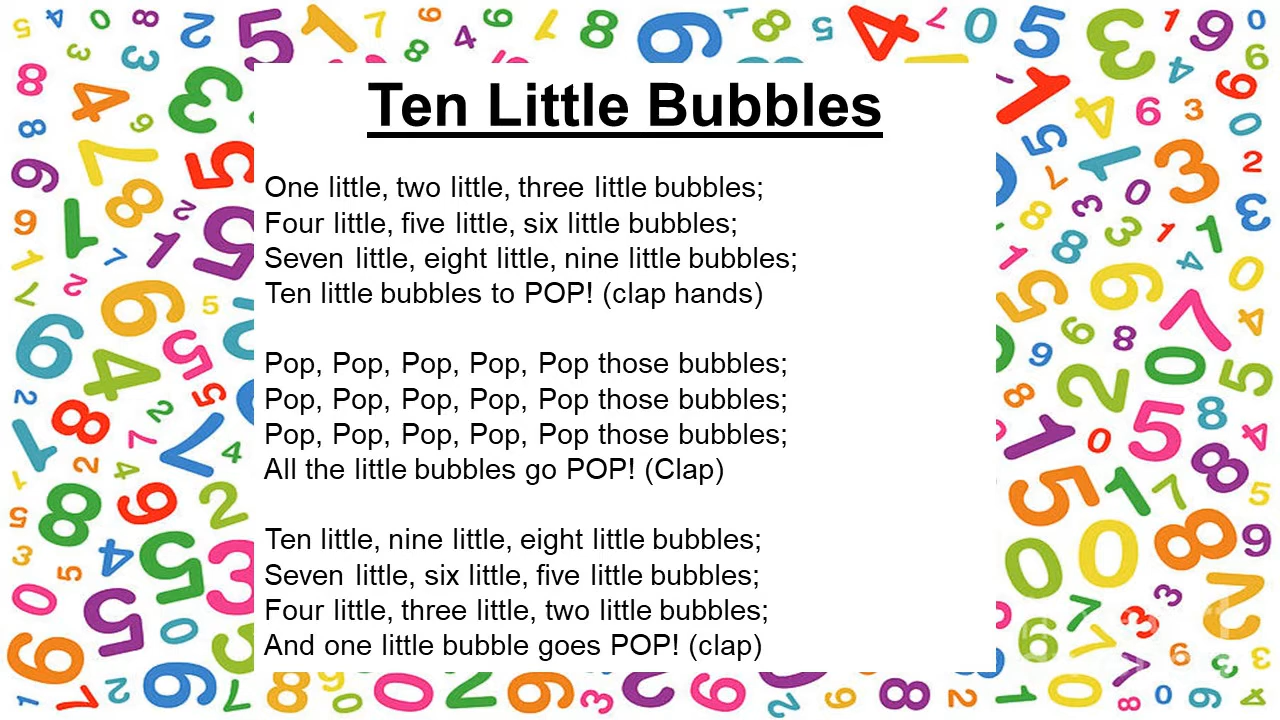 Ten Little Bubbles
One little, two little, three little bubbles;
Four little, five little, six little bubbles;
Seven little, eight little, nine little bubbles;
Ten little bubbles to POP! (clap hands)
Pop, Pop, Pop, Pop, Pop those bubbles;
Pop, Pop, Pop, Pop, Pop those bubbles;
Pop, Pop, Pop, Pop, Pop those bubbles;
All the little bubbles go POP! (Clap)
Ten little, nine little, eight little bubbles;
Seven little, six little, five little bubbles;
Four little, three little, two little bubbles;
And one little bubble goes POP! (clap)